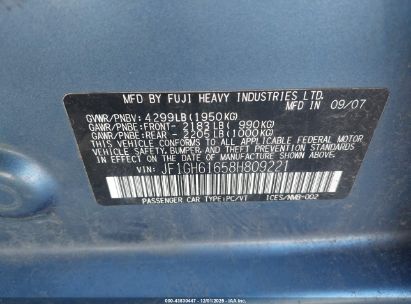 MFD BY FUJI HEAVY INDUSTRIES LTD.
GVWR/PNBV: 4299LB(1950KG) IN 09/07
GAWR/PNBE:FRONT- 2183LB( 990KG)
GAWR/PNBE:REAR - 2205LB(1000KG)
THIS VEHICLE CONFORMS TO ALL APPLICABLE FEDERAL MOTOR
VEHICLE SAFETY, BUMPER, AND THEFT PREVENTION STANDARDS
IN EFFECT ON THE DATE OF MANUFACTURE SHOWN ABOVE.
VIN: JF1GH61658H809221
PASSENGER CAR TYPE:PC/VT ICES/NMB-002